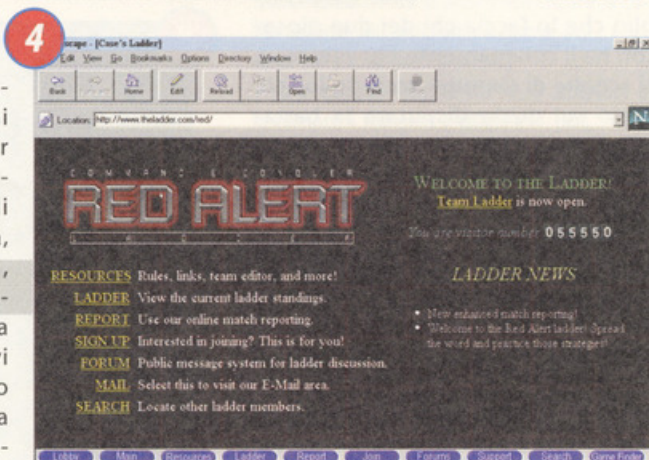 4
scape - [Case's Ladder]
Edit View Go Bookmarks Options Directory Window Help
Back Home Edit Reload Open Find
Location: http://www.theladder.com/red/
N
COMMAND & CONQUER
RED ALERT
LADDER
WELCOME TO THE LADDER!
Team Ladder is now open.
You are visitor number 055550
RESOURCES Rules, links, team editor, and more!
LADDER View the current ladder standings.
REPORT Use our online match reporting.
SIGN UP Interested in joining? This is for you!
FORUM Public message system for ladder discussion.
MAIL Select this to visit our E-Mail area.
SEARCH Locate other ladder members.
LADDER NEWS
• New enhanced match reporting!
• Welcome to the Red Alert ladder! Spread
the word and practice those strategies!
Lobby Main Resources Ladder Report Join Forums Support Search Game Finder